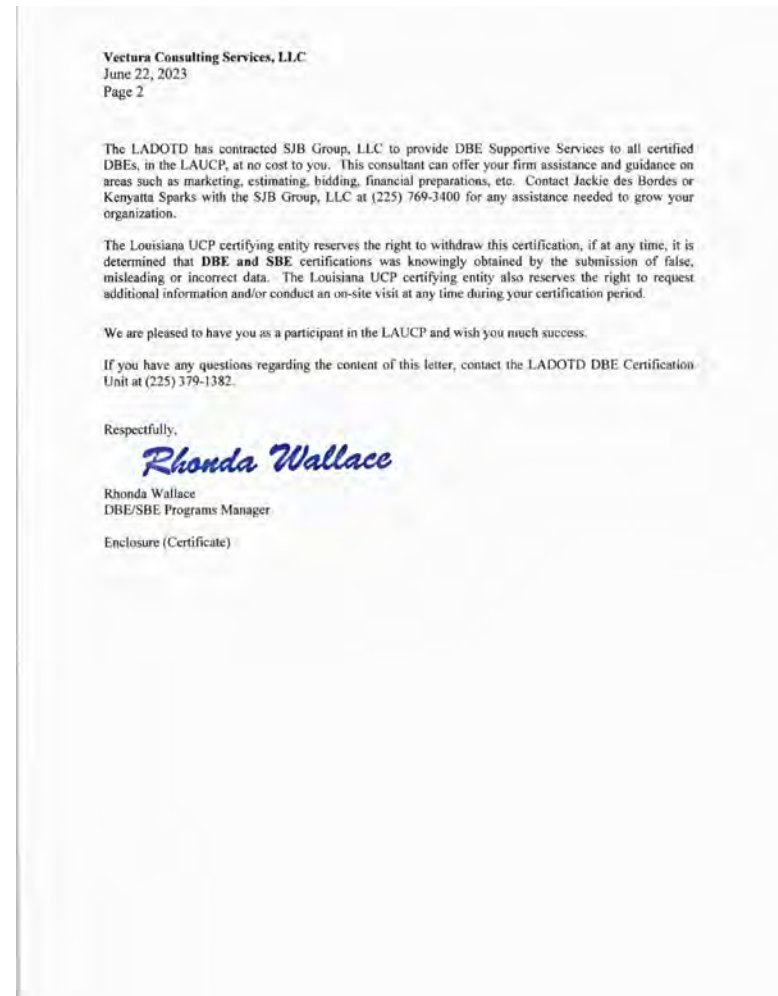 Vectura Consulting Services, LLC
June 22, 2023
Page 2
The LADOTD has contracted SJB Group, LLC to provide DBE Supportive Services to all certified
DBEs, in the LAUCP, at no cost to you. This consultant can offer your firm assistance and guidance on
areas such as marketing, estimating, bidding, financial preparations, etc. Contact Jackie des Bordes or
Kenyatta Sparks with the SJB Group, LLC at (225) 769-3400 for any assistance needed to grow your
organization.
The Louisiana UCP certifying entity reserves the right to withdraw this certification, if at any time, it is
determined that DBE and SBE certifications was knowingly obtained by the submission of false,
misleading or incorrect data. The Louisiana UCP certifying entity also reserves the right to request
additional information and/or conduct an on-site visit at any time during your certification period.
We are pleased to have you as a participant in the LAUCP and wish you much success.
If you have any questions regarding the content of this letter, contact the LADOTD DBE Certification
Unit at (225) 379-1382.
Respectfully,
Rhonda Wallace
Rhonda Wallace
DBE/SBE Programs Manager
Enclosure (Certificate)